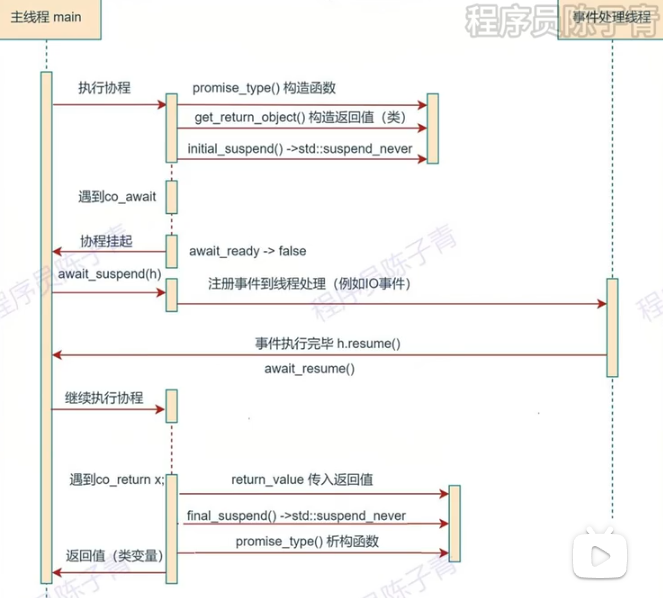 主线程 main
程序员陈子青
事件处理线程
执行协程
promise_type() 构造函数
get_return_object() 构造返回值（类）
initial_suspend() ->std::suspend_never
遇到co_await
协程挂起
await_ready -> false
await_suspend(h)
注册事件到线程处理（例如IO事件）
程序员陈子青
程序员陈子青
事件执行完毕 h.resume()
await_resume()
继续执行协程
遇到co_return x;
return_value 传入返回值
final_suspend() ->std::suspend_never
promise_type() 析构函数
返回值（类变量）